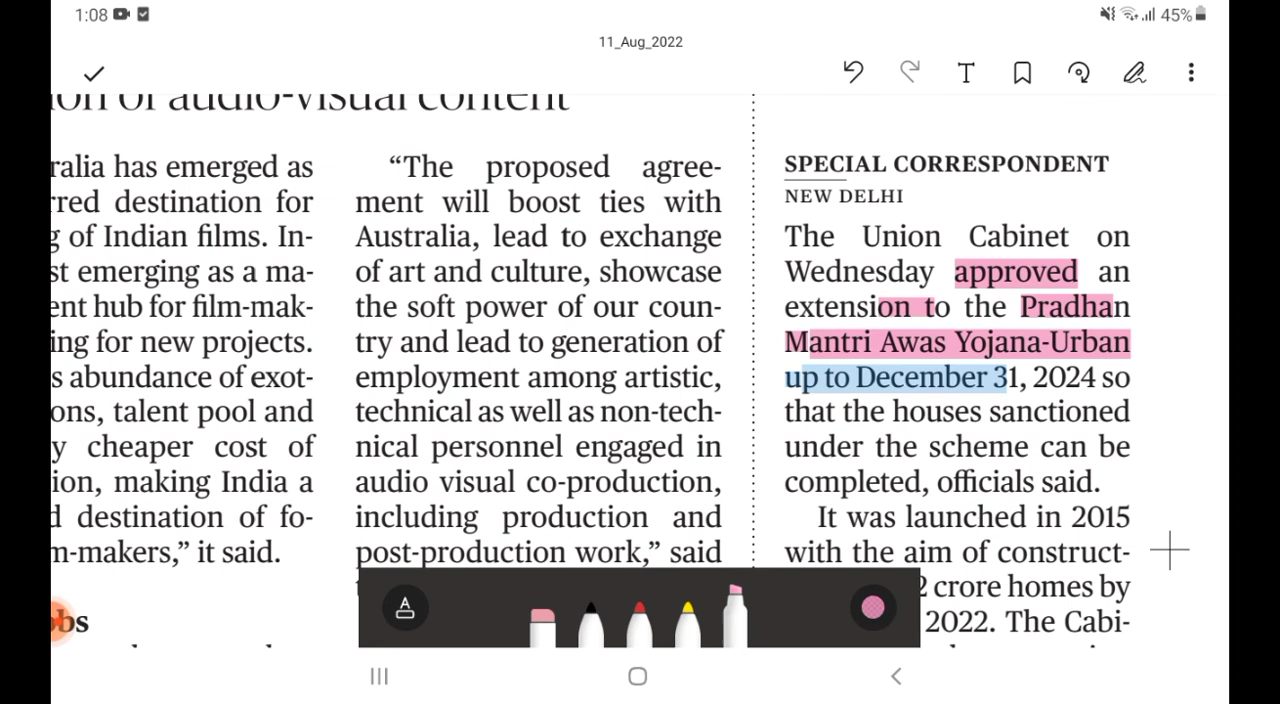 1:08
45%
11_Aug_2022
ion of audio-visual content
ralia has emerged as
rred destination for
g of Indian films. In-
st emerging as a ma-
ent hub for film-mak-
ing for new projects.
s abundance of exot-
ons, talent pool and
y cheaper cost of
ion, making India a
d destination of fo-
m-makers,” it said.
obs
“The proposed agree-
ment will boost ties with
Australia, lead to exchange
of art and culture, showcase
the soft power of our coun-
try and lead to generation of
employment among artistic,
technical as well as non-tech-
nical personnel engaged in
audio visual co-production,
including production and
post-production work,” said
SPECIAL CORRESPONDENT
NEW DELHI
The Union Cabinet on
Wednesday approved an
extension to the Pradhan
Mantri Awas Yojana-Urban
up to December 31, 2024 so
that the houses sanctioned
under the scheme can be
completed, officials said.
It was launched in 2015
with the aim of construct-
2 crore homes by
2022. The Cabi-